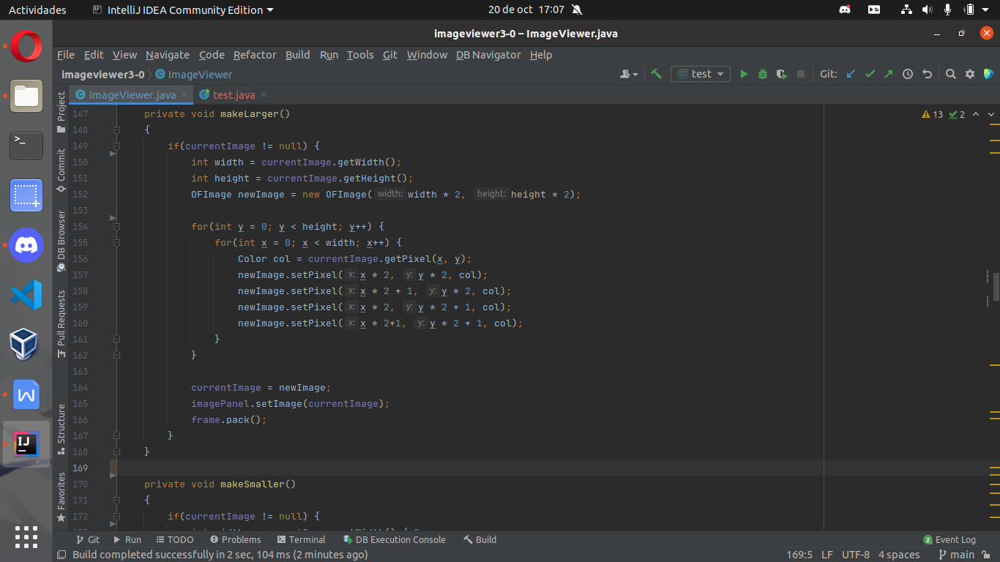 Actividades IntelliJ IDEA Community Edition 20 de oct 17:07
imageviewer3-0 – ImageViewer.java
File Edit View Navigate Code Refactor Build Run Tools Git Window DB Navigator Help
imageviewer3-0 ImageViewer test Git:
ImageViewer.java test.java
Project
Commit
DB Browser
Pull Requests
Structure
Favorites
13 2
147 private void makeLarger()
148 {
149 if(currentImage != null) {
150 int width = currentImage.getWidth();
151 int height = currentImage.getHeight();
152 OFImage newImage = new OFImage( width: width * 2, height: height * 2);
153
154 for(int y = 0; y < height; y++) {
155 for(int x = 0; x < width; x++) {
156 Color col = currentImage.getPixel(x, y);
157 newImage.setPixel( x: x * 2, y: y * 2, col);
158 newImage.setPixel( x: x * 2 + 1, y: y * 2, col);
159 newImage.setPixel( x: x * 2, y: y * 2 + 1, col);
160 newImage.setPixel( x: x * 2+1, y: y * 2 + 1, col);
161 }
162 }
163
164 currentImage = newImage;
165 imagePanel.setImage(currentImage);
166 frame.pack();
167 }
168 }
169
170 private void makeSmaller()
171 {
172 if(currentImage != null) {
Git Run TODO Problems Terminal DB Execution Console Build 2 Event Log
Build completed successfully in 2 sec, 104 ms (2 minutes ago) 169:5 LF UTF-8 4 spaces main